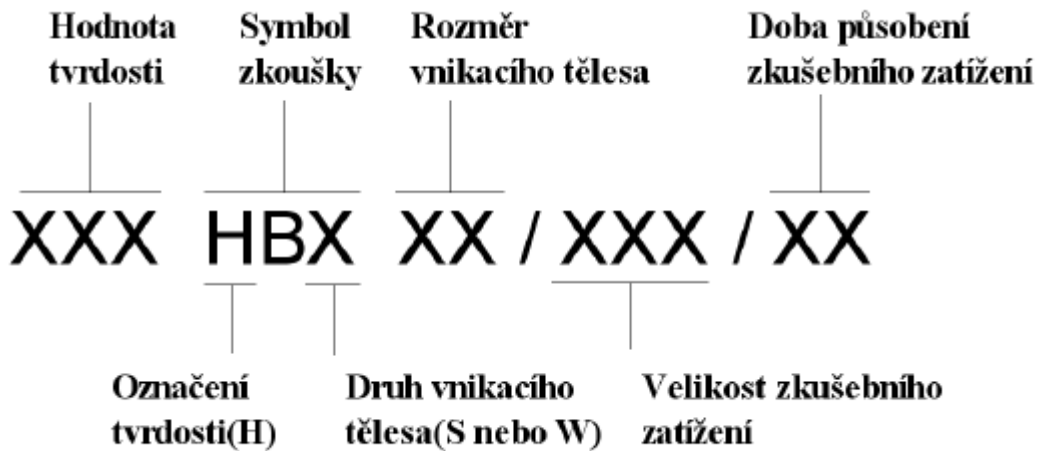 Hodnota Symbol Rozměr Doba působení
tvrdosti zkoušky vnikacího tělesa zkušebního zatížení
XXX HBX XX / XXX / XX
Označení Druh vnikacího Velikost zkušebního
tvrdosti(H) tělesa(S nebo W) zatížení